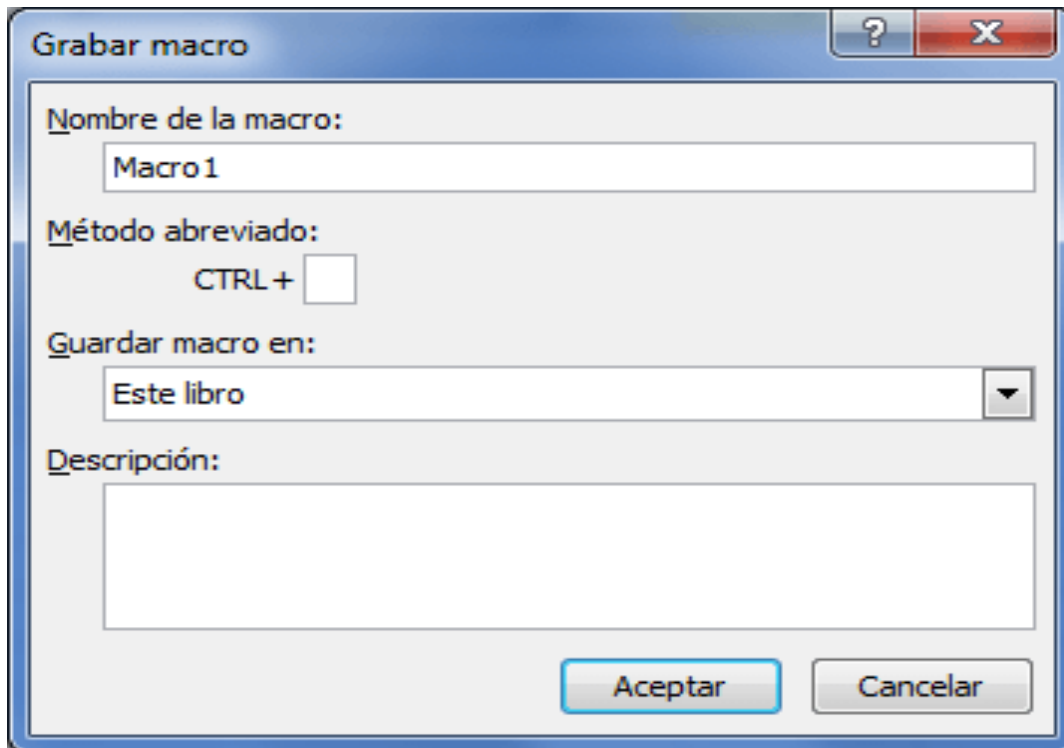 Grabar macro
Nombre de la macro:
Macro1
Método abreviado:
CTRL+
Guardar macro en:
Este libro
Descripción:
Aceptar Cancelar